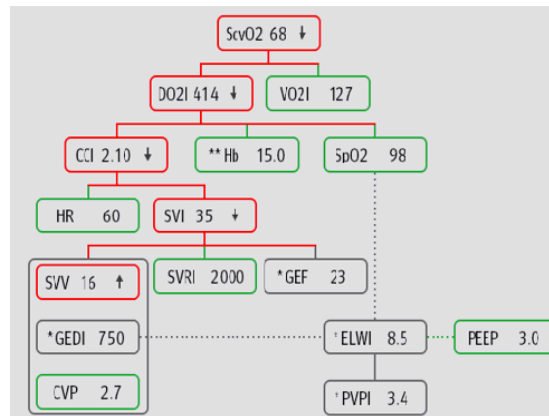 ScvO2 68 ↓
DO2I 414 ↓
VO2I 127
CCI 2.10 ↓
**Hb 15.0
SpO2 98
HR 60
SVI 35 ↓
SVV 16 ↑
SVRI 2000
*GEF 23
*GEDI 750
*ELWI 8.5
PEEP 3.0
CVP 2.7
*PVPI 3.4